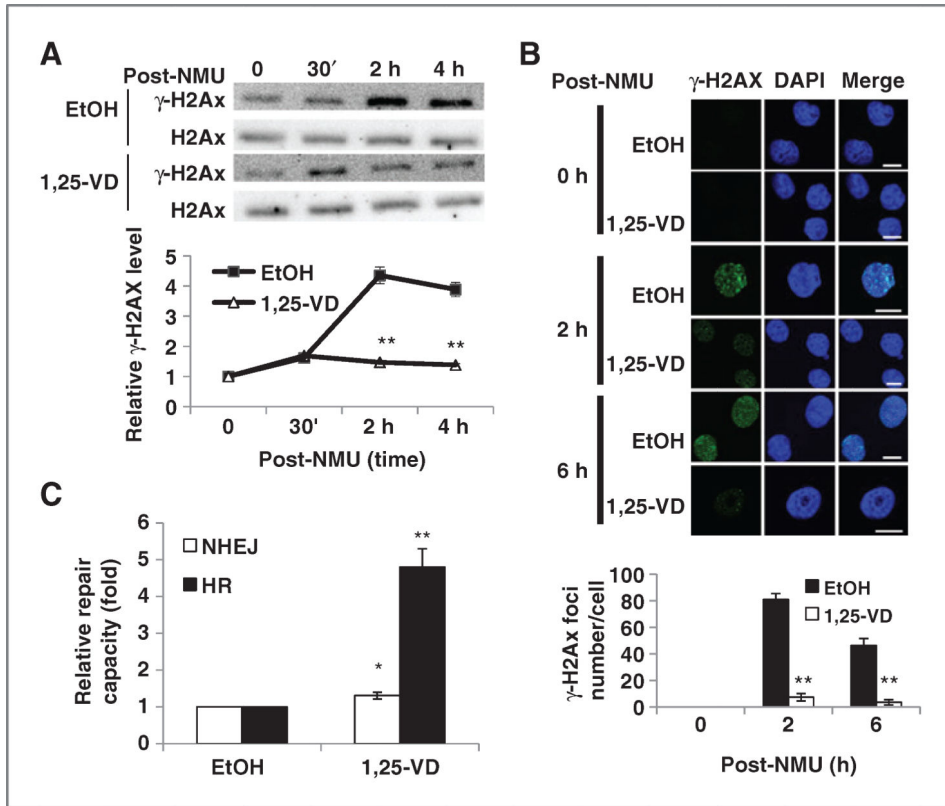 A
Post-NMU 0 30′ 2 h 4 h
EtOH
γ-H2Ax
H2Ax
1,25-VD
γ-H2Ax
H2Ax
Relative γ-H2AX level
5
4
3
2
1
0
EtOH
1,25-VD
** **
0 30' 2 h 4 h
Post-NMU (time)
B
Post-NMU γ-H2AX DAPI Merge
0 h
EtOH
1,25-VD
2 h
EtOH
1,25-VD
6 h
EtOH
1,25-VD
γ-H2Ax foci
number/cell
100
80
60
40
20
0
EtOH
1,25-VD
** **
0 2 6
Post-NMU (h)
C
Relative repair
capacity (fold)
6
5
4
3
2
1
0
NHEJ
HR
* **
EtOH 1,25-VD